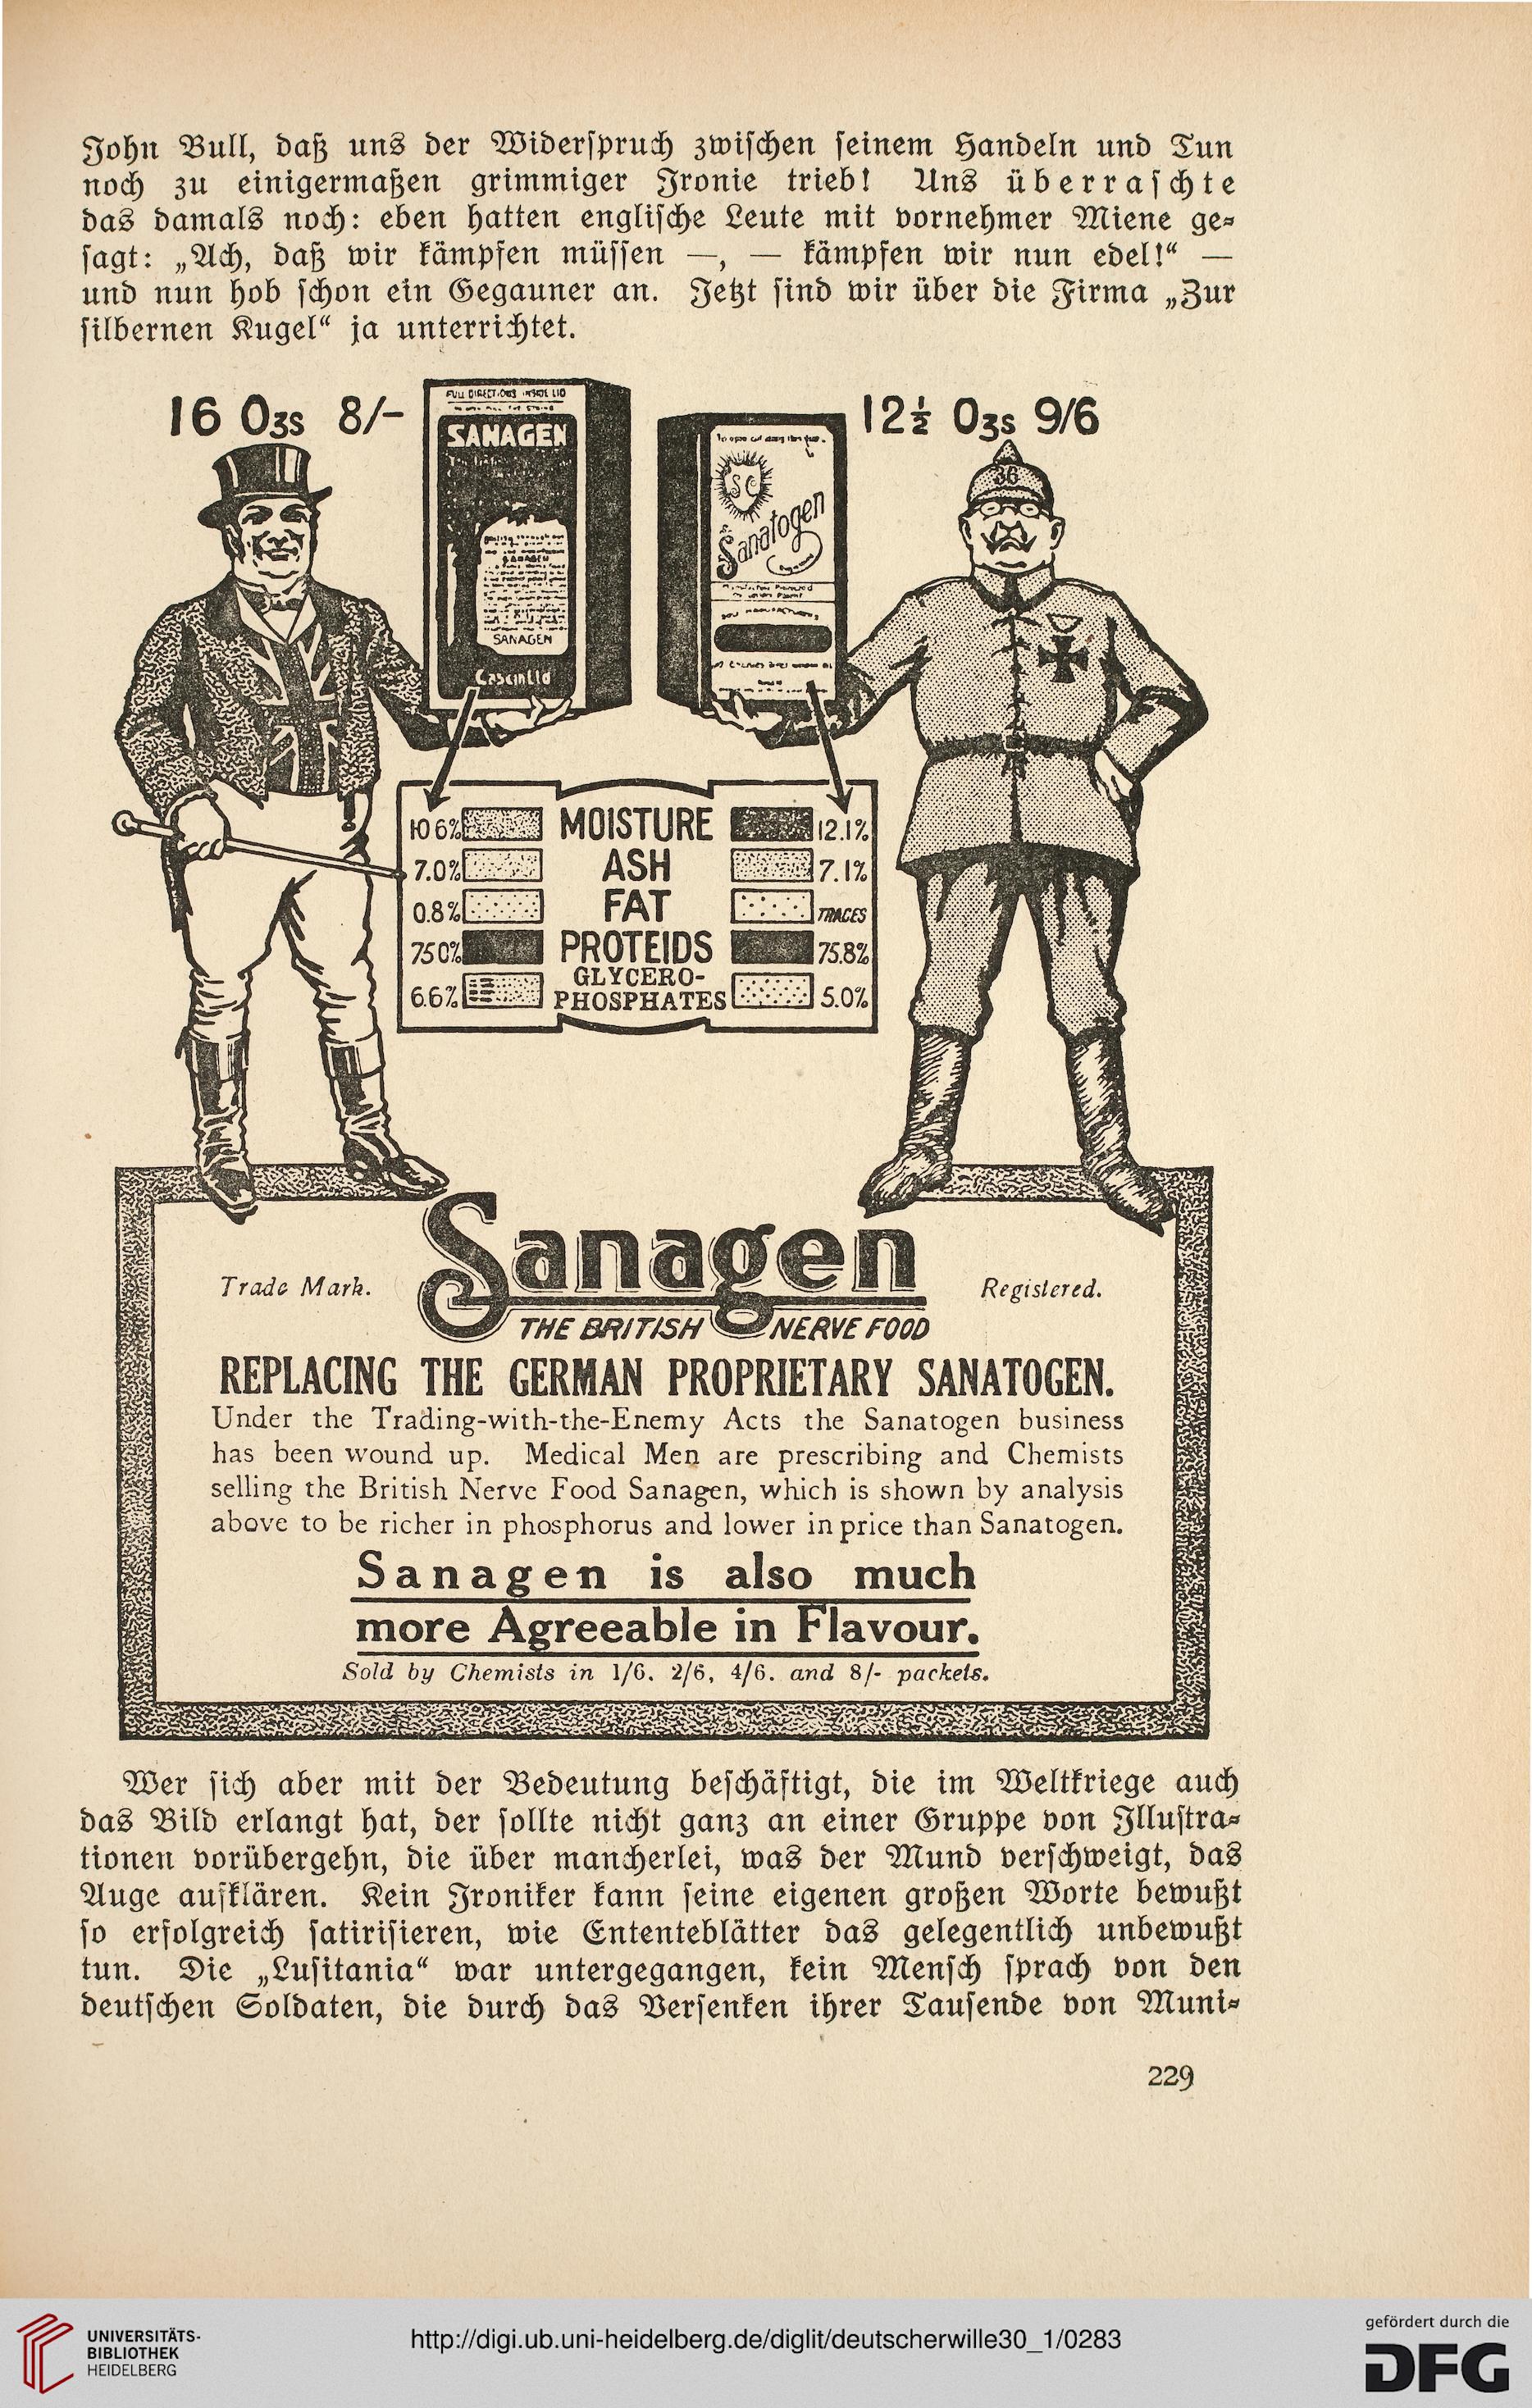 John Bull, daß uns der Widerspruch zwischen seinem Handeln und Tun
noch zu einigermaßen grimmiger Ironie trieb! Uns überraschte
das damals noch: eben hatten englische Leute mit vornehmer Miene ge-
sagt: „Ach, daß wir kämpfen müssen —, — kämpfen wir nun edel!“ —
und nun hob schon ein Gegauner an. Jetzt sind wir über die Firma „Zur
silbernen Kugel“ ja unterrichtet.
16 Ozs 8/-
12½ Ozs 9/6
FULL DIRECTIONS INSIDE LID
SANAGEN
SANAGEN
SANAGEN
Casein Ltd
SC
Sanatogen
36
10 6% MOISTURE 12.1%
7.0% ASH 7.1%
0.8% FAT TRACES
75 0% PROTEIDS 75.8%
6.6% GLYCERO-
PHOSPHATES 5.0%
Trade Mark. Sanagen Registered.
THE BRITISH NERVE FOOD
REPLACING THE GERMAN PROPRIETARY SANATOGEN.
Under the Trading-with-the-Enemy Acts the Sanatogen business
has been wound up. Medical Men are prescribing and Chemists
selling the British Nerve Food Sanagen, which is shown by analysis
above to be richer in phosphorus and lower in price than Sanatogen.
Sanagen is also much
more Agreeable in Flavour.
Sold by Chemists in 1/6. 2/6, 4/6. and 8/- packets.
Wer sich aber mit der Bedeutung beschäftigt, die im Weltkriege auch
das Bild erlangt hat, der sollte nicht ganz an einer Gruppe von Illustra-
tionen vorübergehn, die über mancherlei, was der Mund verschweigt, das
Auge aufklären. Kein Ironiker kann seine eigenen großen Worte bewußt
so erfolgreich satirisieren, wie Ententeblätter das gelegentlich unbewußt
tun. Die „Lusitania“ war untergegangen, kein Mensch sprach von den
deutschen Soldaten, die durch das Versenken ihrer Tausende von Muni-
229
UNIVERSITÄTS-
BIBLIOTHEK
HEIDELBERG
http://digi.ub.uni-heidelberg.de/diglit/deutscherwille30_1/0283
gefördert durch die
DFG